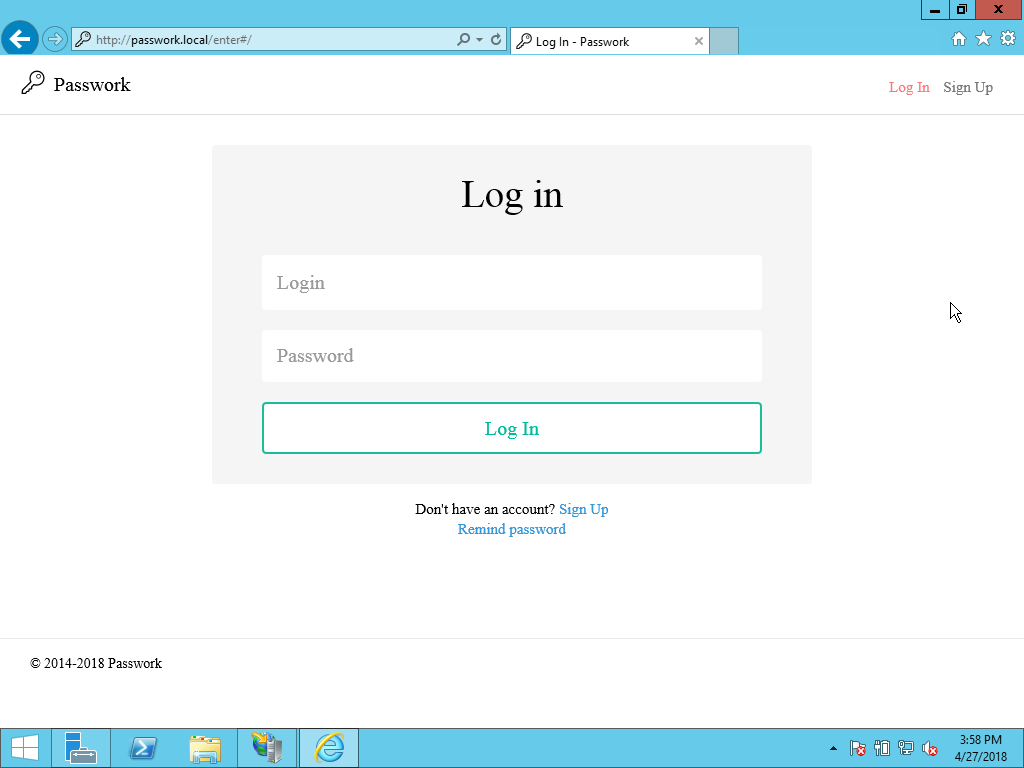 http://passwork.local/enter#/
Log In - Passwork
Passwork
Log In
Sign Up
Log in
Login
Password
Log In
Don't have an account? Sign Up
Remind password
© 2014-2018 Passwork
3:58 PM
4/27/2018